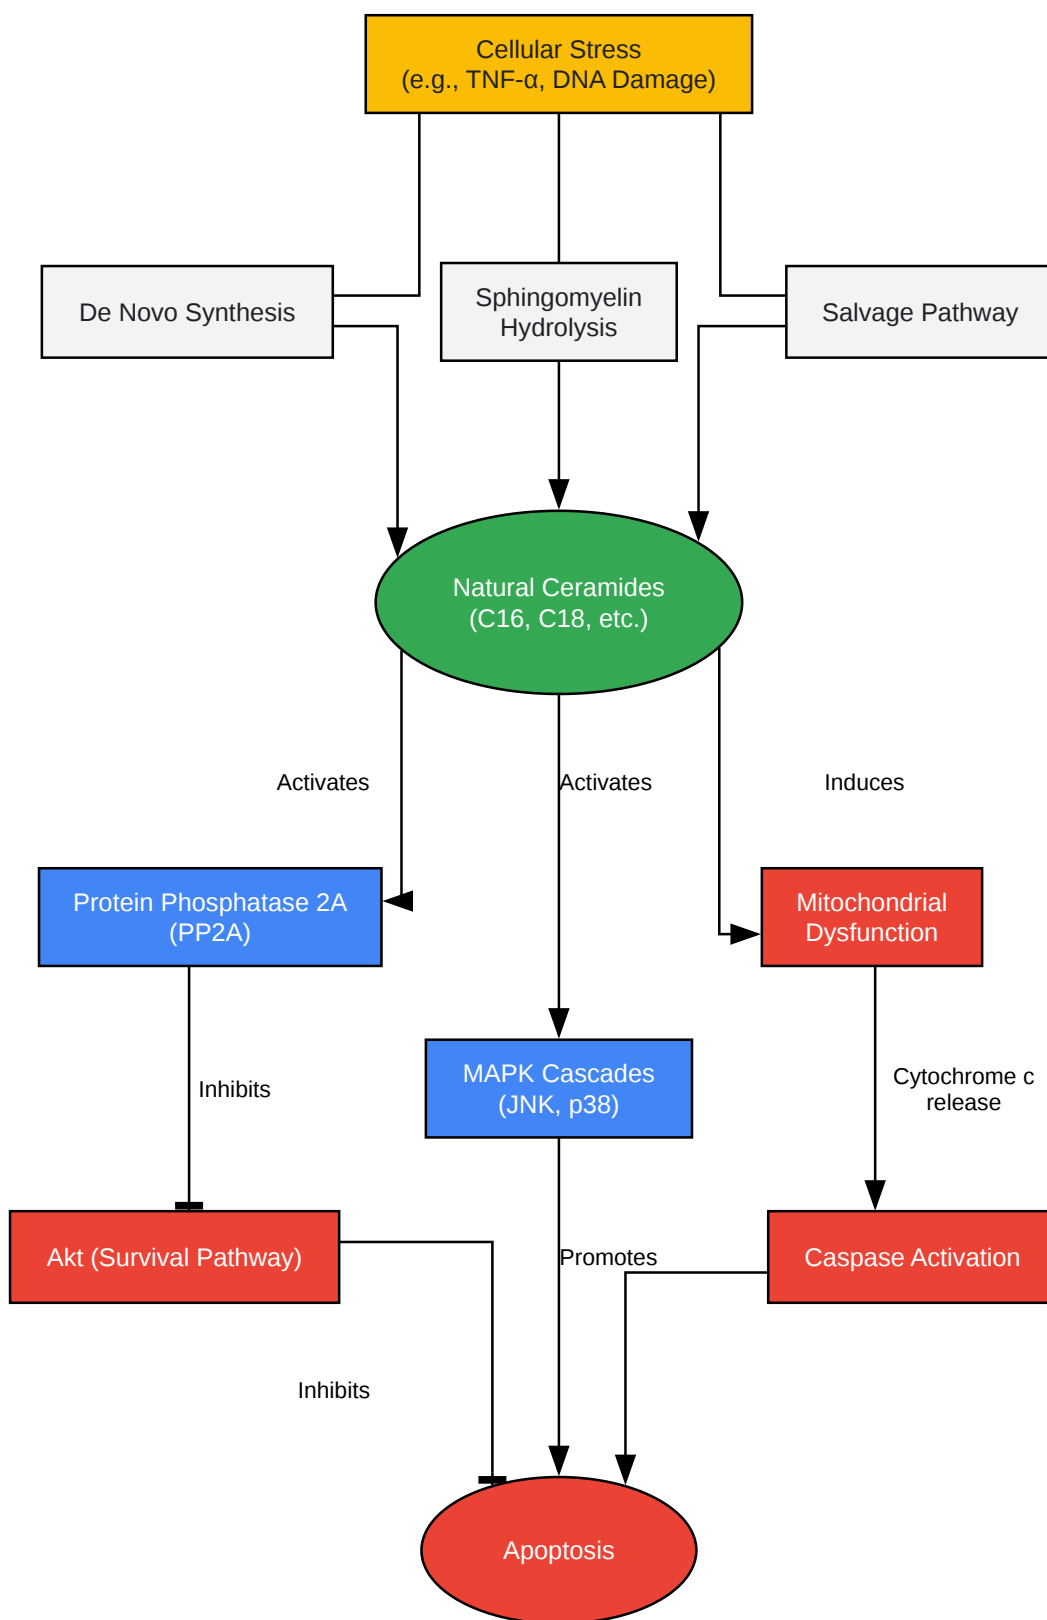 Cellular Stress
(e.g., TNF-α, DNA Damage)
De Novo Synthesis
Sphingomyelin
Hydrolysis
Salvage Pathway
Natural Ceramides
(C16, C18, etc.)
Activates
Activates
Induces
Protein Phosphatase 2A
(PP2A)
Mitochondrial
Dysfunction
MAPK Cascades
(JNK, p38)
Inhibits
Cytochrome c
release
Akt (Survival Pathway)
Promotes
Caspase Activation
Inhibits
Apoptosis